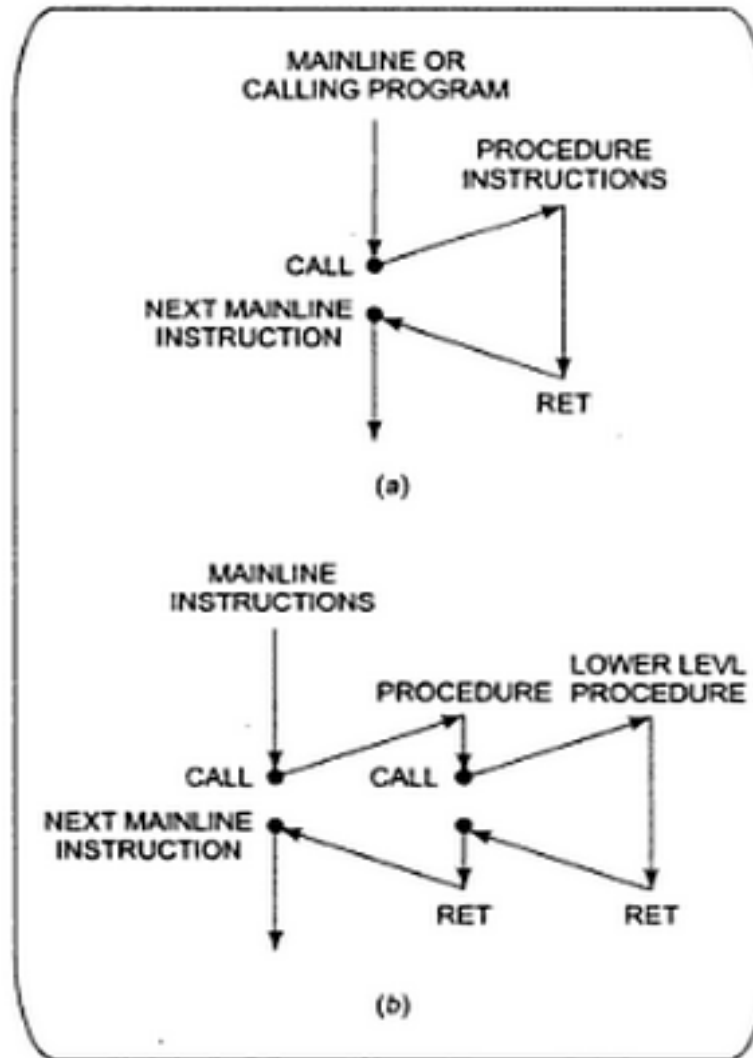 MAINLINE OR
CALLING PROGRAM
PROCEDURE
INSTRUCTIONS
CALL
NEXT MAINLINE
INSTRUCTION
RET
(a)
MAINLINE
INSTRUCTIONS
PROCEDURE
LOWER LEVL
PROCEDURE
CALL
CALL
NEXT MAINLINE
INSTRUCTION
RET
RET
(b)